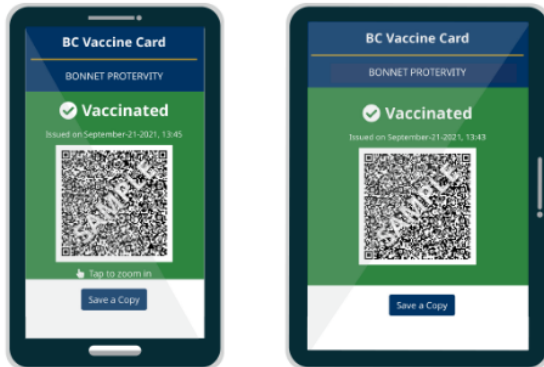 BC Vaccine Card
BONNET PROTERVITY
Vaccinated
Issued on September-21-2021, 13:45
SAMPLE
Tap to zoom in
Save a Copy
BC Vaccine Card
BONNET PROTERVITY
Vaccinated
Issued on September-21-2021, 13:43
SAMPLE
Save a Copy